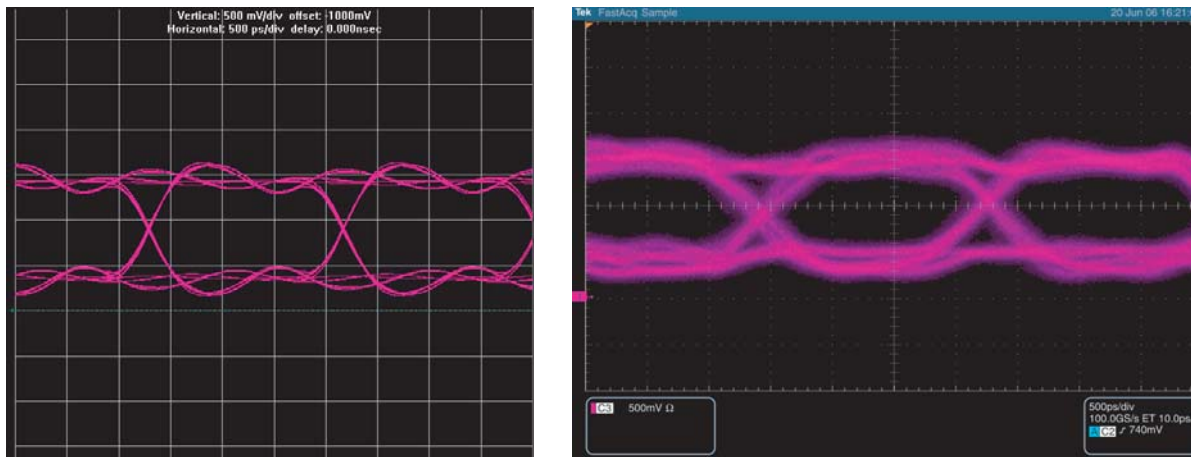 Vertical: 500 mV/div offset: -1000mV
Horizontal: 500 ps/div delay: 0.000nsec
Tek FastAcq Sample
20 Jun 06 16:21:
C3 500mV Ω
500ps/div
100.0GS/s ET 10.0ps
A C2 ƒ 740mV